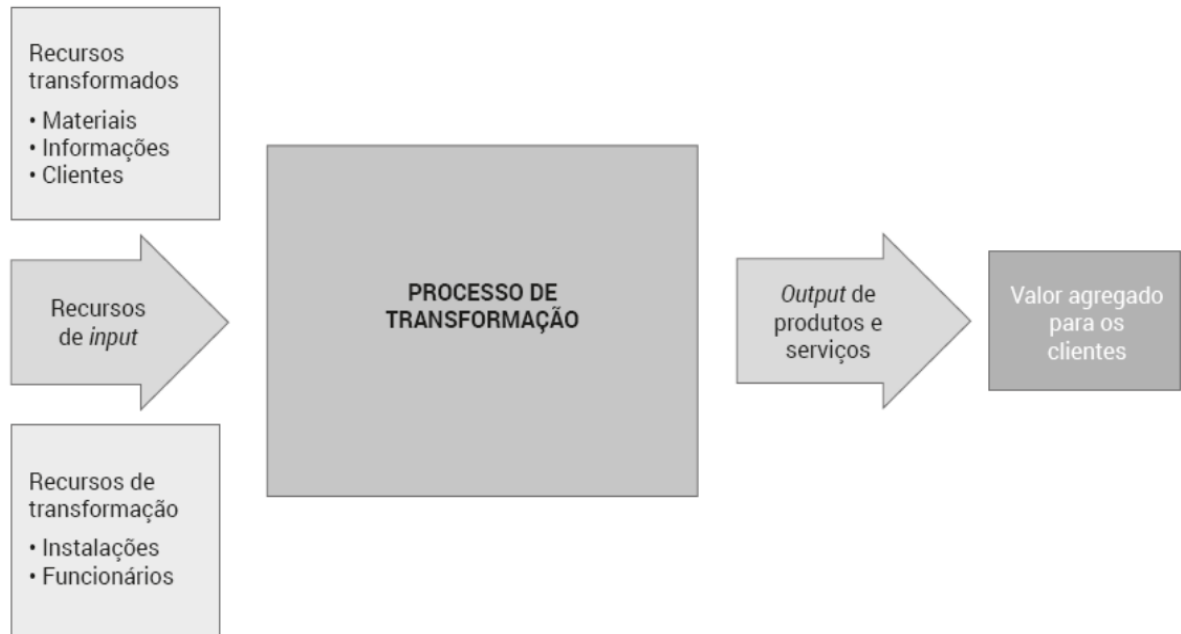 Recursos
transformados
• Materiais
• Informações
• Clientes
Recursos
de input
Recursos de
transformação
• Instalações
• Funcionários
PROCESSO DE
TRANSFORMAÇÃO
Output de
produtos e
serviços
Valor agregado
para os
clientes